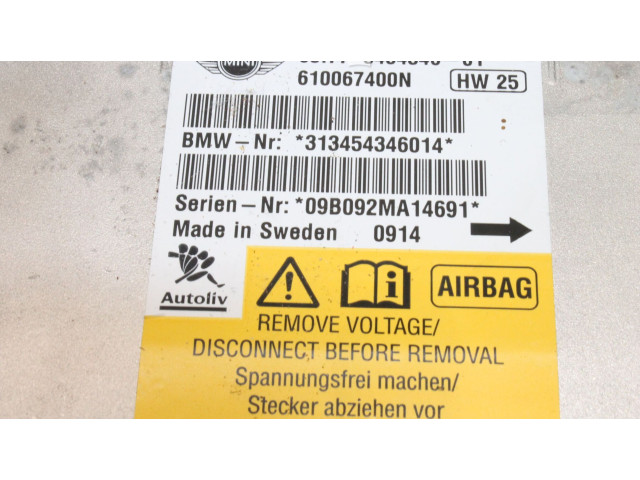 MINI
610067400N HW 25
BMW-Nr: *313454346014*
Serien-Nr: *09B092MA14691*
Made in Sweden 0914
Autoliv
AIRBAG
REMOVE VOLTAGE/
DISCONNECT BEFORE REMOVAL
Spannungsfrei machen/
Stecker abziehen vor